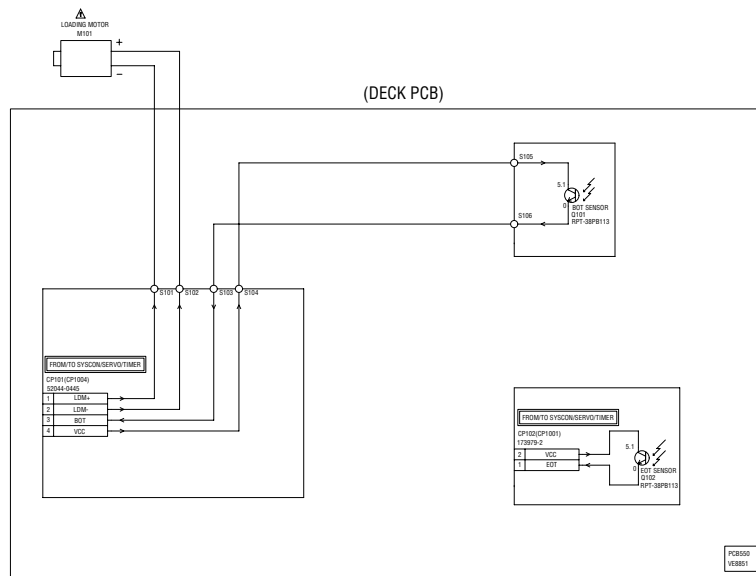 LOADING MOTOR
M101
+
−
(DECK PCB)
S105
5.1
0
BOT SENSOR
Q101
RPT-38PB113
S106
S101
S102
S103
S104
FROM/TO SYSCON/SERVO/TIMER
CP101(CP1004)
52044-0445
1 LDM+
2 LDM-
3 BOT
4 VCC
FROM/TO SYSCON/SERVO/TIMER
CP102(CP1001)
173979-2
2 VCC
1 EOT
5.1
0
EOT SENSOR
Q102
RPT-38PB113
PCB550
VE8851